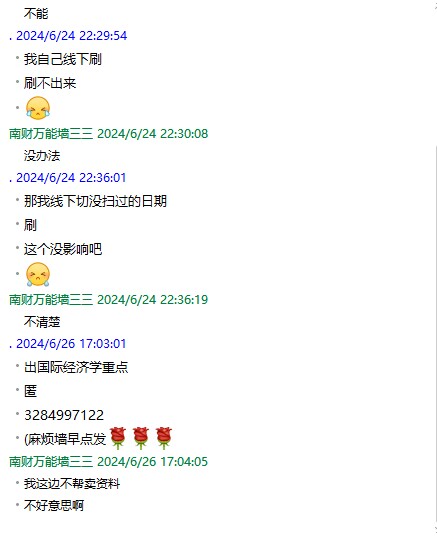 不能
. 2024/6/24 22:29:54
我自己线下刷
刷不出来
南财万能墙三三 2024/6/24 22:30:08
没办法
. 2024/6/24 22:36:01
那我线下切没扫过的日期
刷
这个没影响吧
南财万能墙三三 2024/6/24 22:36:19
不清楚
. 2024/6/26 17:03:01
出国际经济学重点
匿
3284997122
(麻烦墙早点发
南财万能墙三三 2024/6/26 17:04:05
我这边不帮卖资料
不好意思啊